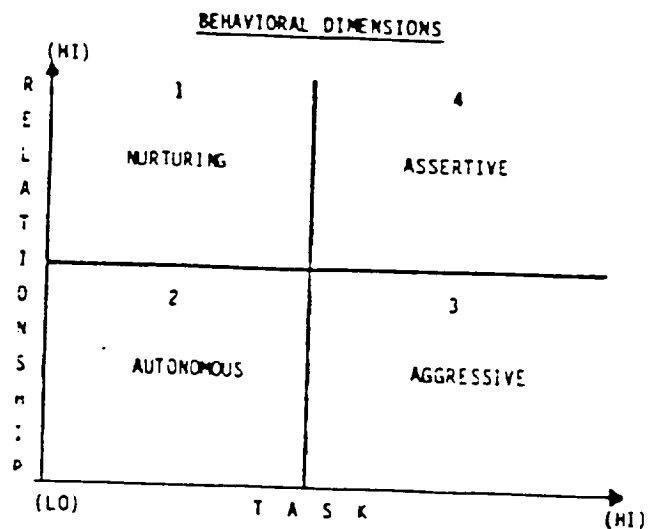 BEHAVIORAL DIMENSIONS
(HI)
RELATIONSHIP
1
4
NURTURING
ASSERTIVE
2
3
AUTONOMOUS
AGGRESSIVE
(LO)
T A S K
(HI)